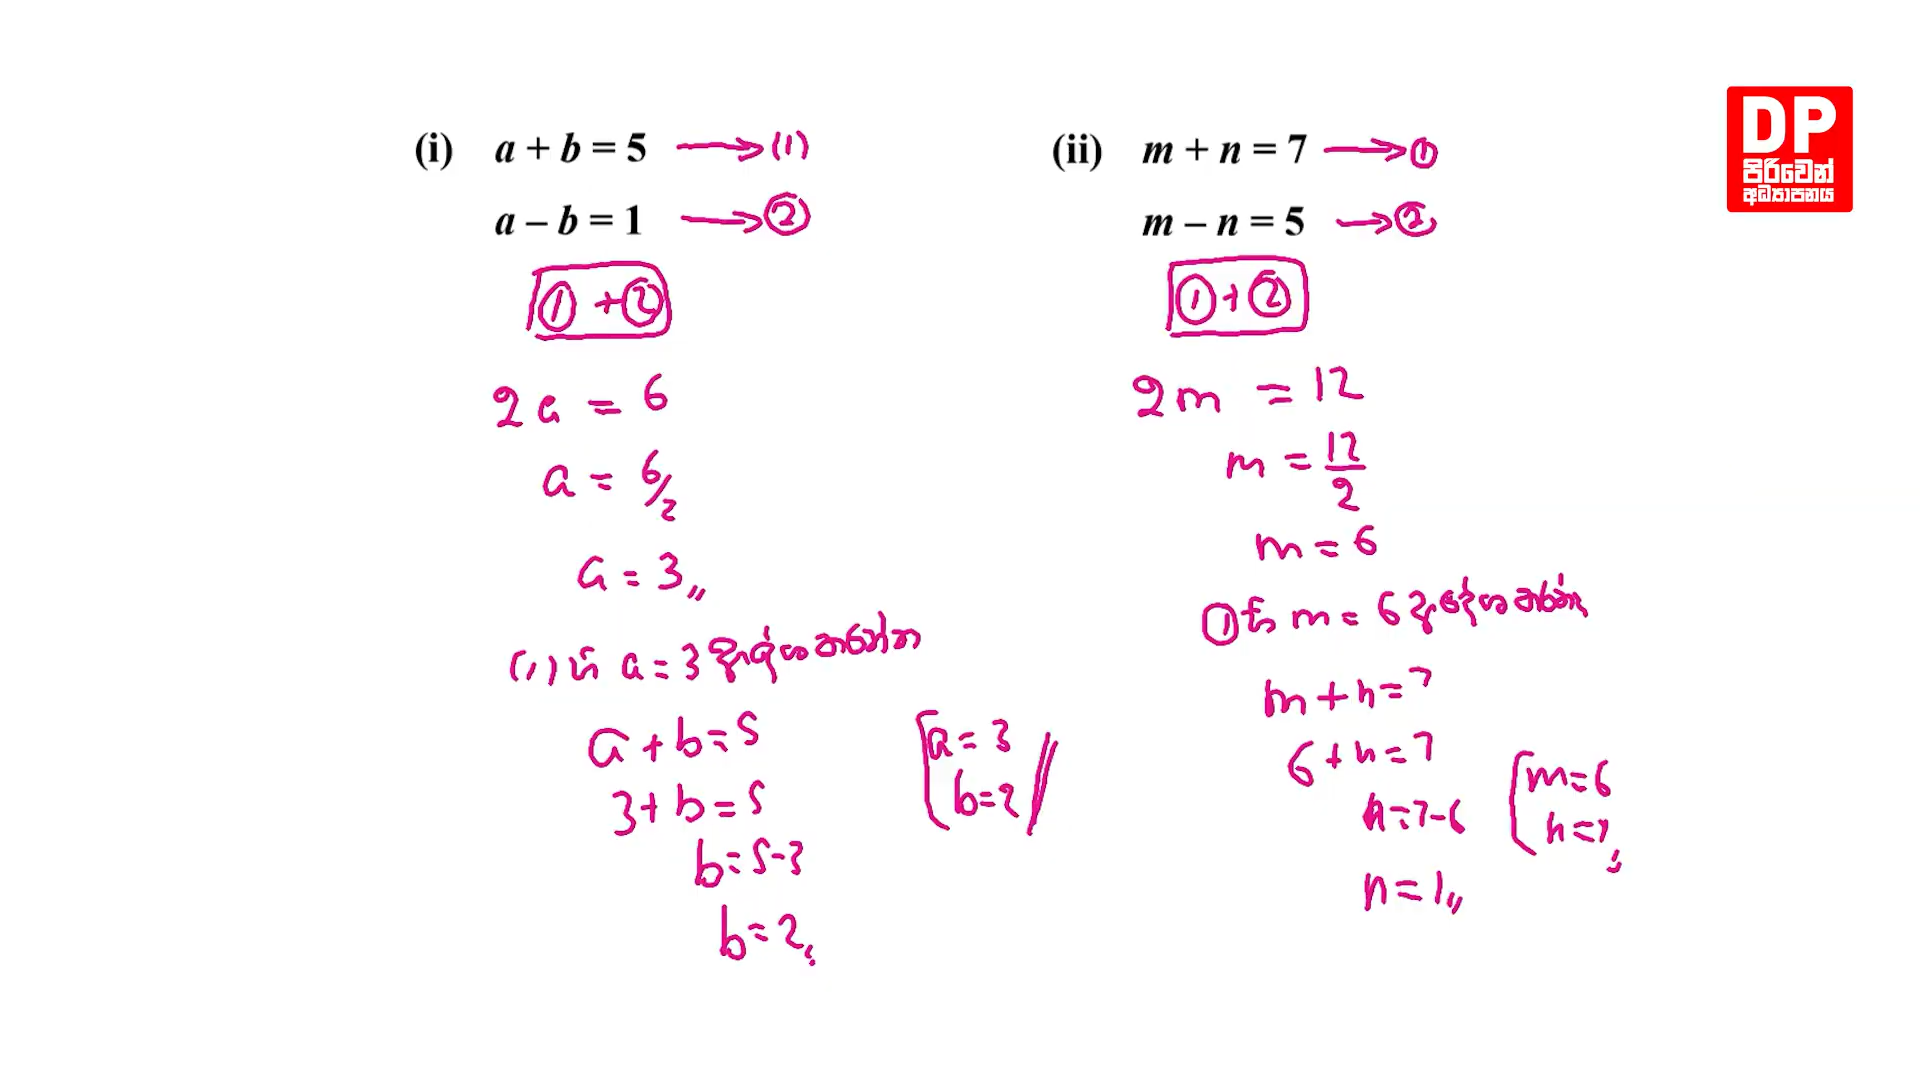 (i) a + b = 5 → (1)
a – b = 1 → ②
① + ②
2a = 6
a = 6/2
a = 3,,
(1) හි a = 3 ආදේශ කරන්න
a + b = 5
3 + b = 5
b = 5-3
b = 2
a = 3
b = 2
(ii) m + n = 7 → ①
m – n = 5 → ②
① + ②
2m = 12
m = 12/2
m = 6
① හි m = 6 ආදේශ කරන්න
m + n = 7
6 + n = 7
n = 7-6
n = 1,,
m = 6
n = 1
DP
පිරිවෙන්
අධ්‍යාපනය